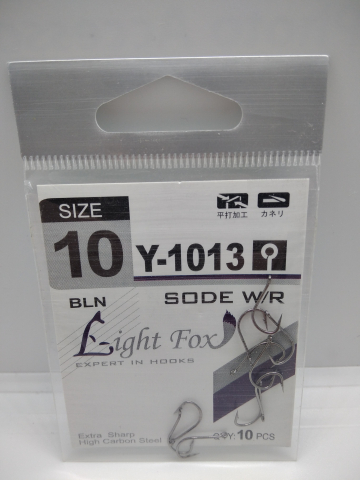 SIZE
10
Y-1013
平打加工
カネリ
BLN
SODE W/R
Light Fox
EXPERT IN HOOKS
Extra Sharp
High Carbon Steel
Q'TY:10 PCS